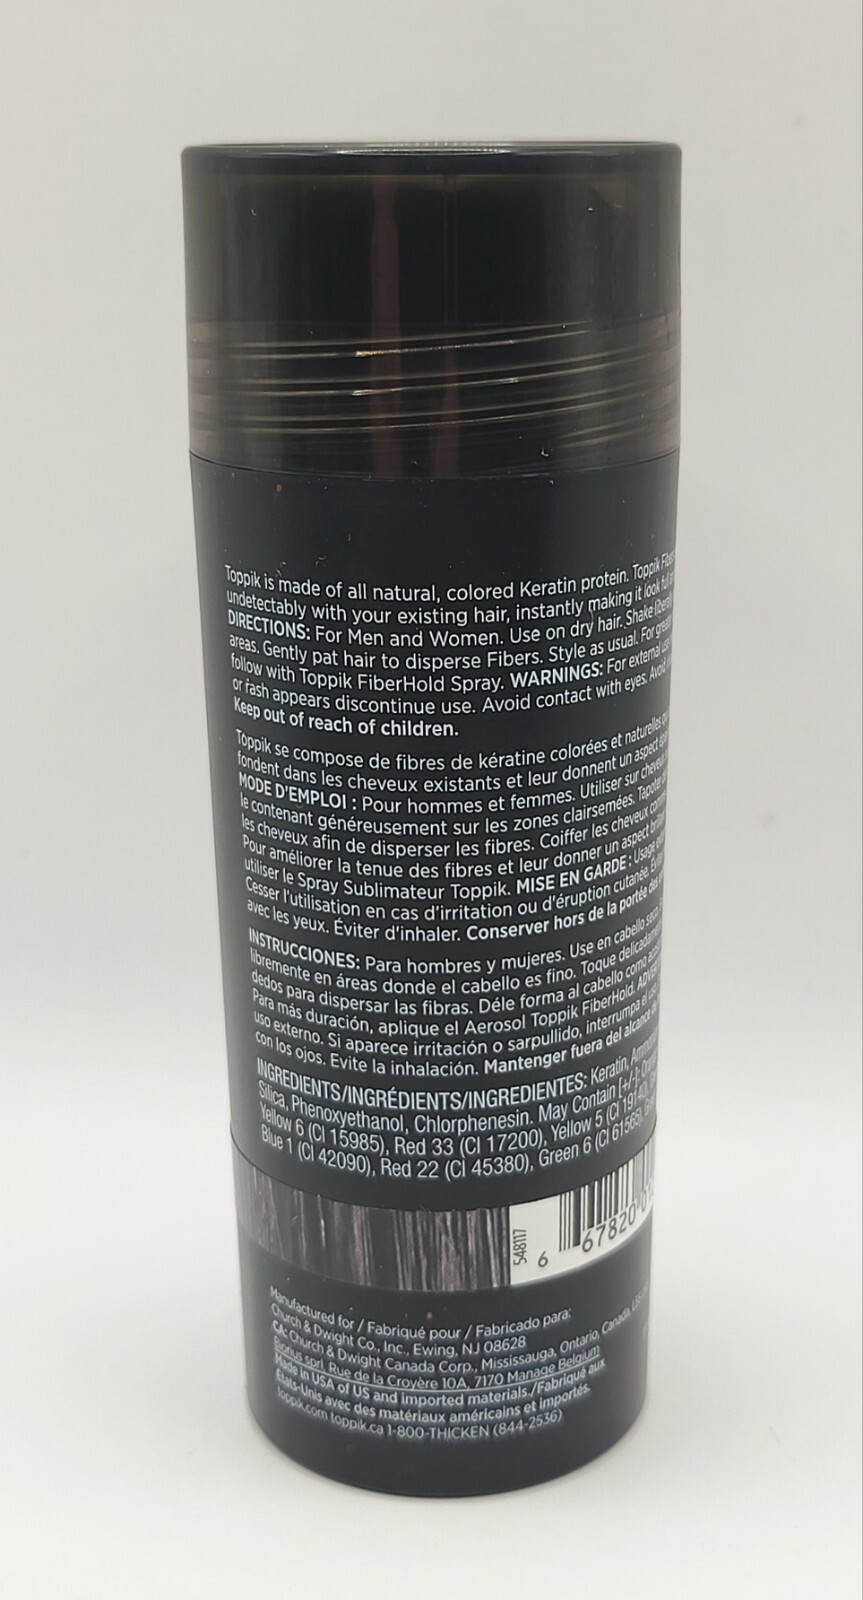 Toppik is made of all natural, colored Keratin protein. Toppik Fibers
undetectably with your existing hair, instantly making it look full
DIRECTIONS: For Men and Women. Use on dry hair. Shake
areas. Gently pat hair to disperse Fibers. Style as usual. For
follow with Toppik FiberHold Spray. WARNINGS: For external use
or rash appears discontinue use. Avoid contact with eyes. Avoid
Keep out of reach of children.
Toppik se compose de fibres de kératine colorées et naturelles
fondent dans les cheveux existants et leur donnent un aspect
MODE D'EMPLOI : Pour hommes et femmes. Utiliser sur cheveux
le contenant généreusement sur les zones clairsemées. Tapoter
les cheveux afin de disperser les fibres. Coiffer les cheveux
Pour améliorer la tenue des fibres et leur donner un aspect
utiliser le Spray Sublimateur Toppik. MISE EN GARDE : Usage
Cesser l'utilisation en cas d'irritation ou d'éruption cutanée.
avec les yeux. Éviter d'inhaler. Conserver hors de la portée des
INSTRUCCIONES: Para hombres y mujeres. Use en cabello
libremente en áreas donde el cabello es fino. Toque
dedos para dispersar las fibras. Déle forma al cabello como
Para más duración, aplique el Aerosol Toppik FiberHold.
uso externo. Si aparece irritación o sarpullido, interrumpa el uso
con los ojos. Evite la inhalación. Mantenger fuera del alcance
INGREDIENTS/INGRÉDIENTS/INGREDIENTES: Keratin,
Silica, Phenoxyethanol, Chlorphenesin. May Contain [+/-]:
Yellow 6 (CI 15985), Red 33 (CI 17200), Yellow 5 (CI 19140),
Blue 1 (CI 42090), Red 22 (CI 45380), Green 6 (CI 61565),
548117
6 67820
Manufactured for / Fabriqué pour / Fabricado para:
Church & Dwight Co., Inc., Ewing, NJ 08628
CA: Church & Dwight Canada Corp., Mississauga, Ontario, Canada,
Biorius sprl, Rue de la Croyère 10A, 7170 Manage Belgium
Made in USA of US and imported materials./Fabriqué aux
États-Unis avec des matériaux américains et importés.
toppik.com toppik.ca 1-800-THICKEN (844-2536)